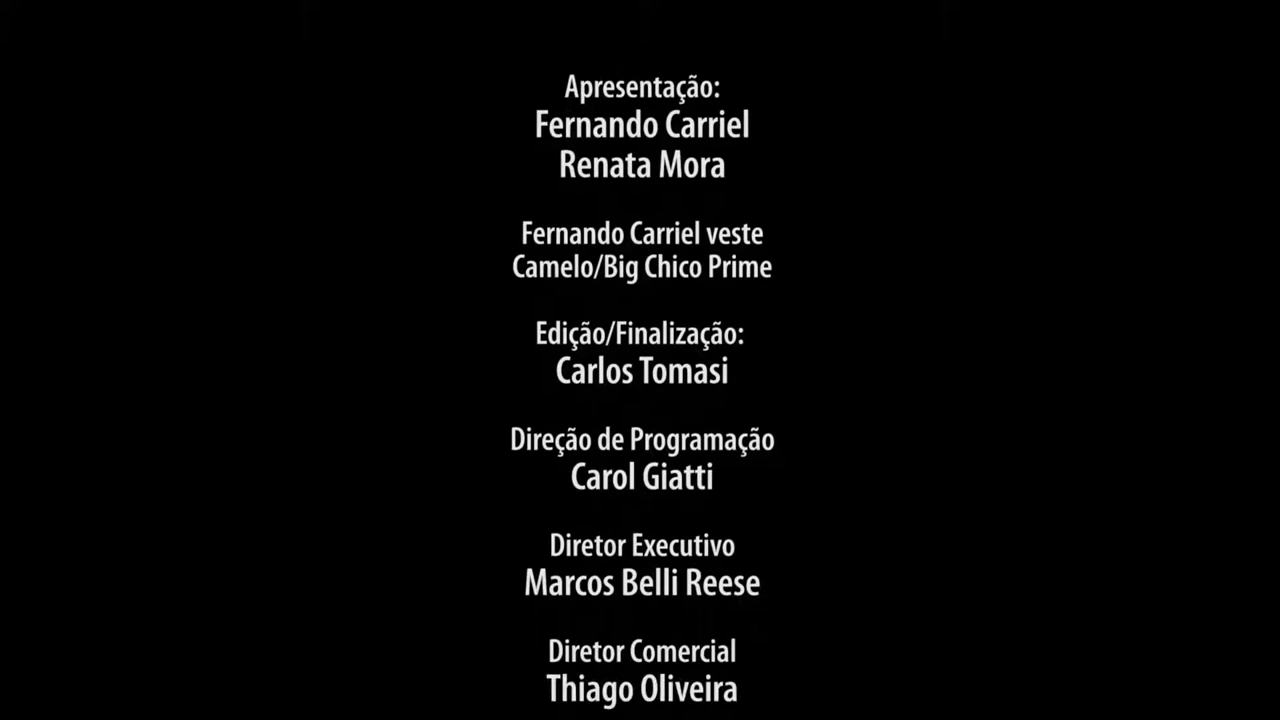 Apresentação:
Fernando Carriel
Renata Mora
Fernando Carriel veste
Camelo/Big Chico Prime
Edição/Finalização:
Carlos Tomasi
Direção de Programação
Carol Giatti
Diretor Executivo
Marcos Belli Reese
Diretor Comercial
Thiago Oliveira